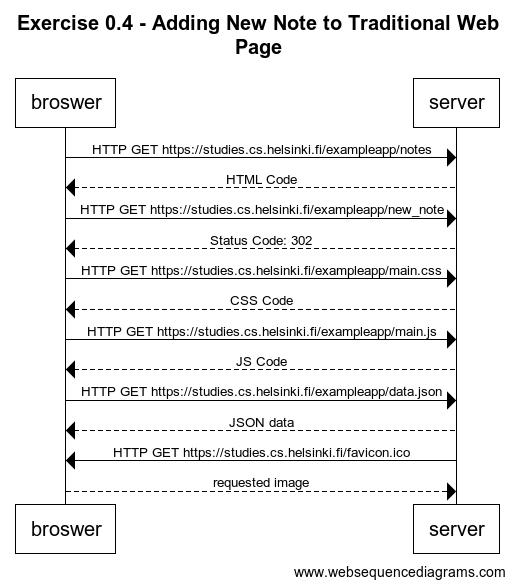 Exercise 0.4 - Adding New Note to Traditional Web
Page
broswer
server
HTTP GET https://studies.cs.helsinki.fi/exampleapp/notes
HTML Code
HTTP GET https://studies.cs.helsinki.fi/exampleapp/new_note
Status Code: 302
HTTP GET https://studies.cs.helsinki.fi/exampleapp/main.css
CSS Code
HTTP GET https://studies.cs.helsinki.fi/exampleapp/main.js
JS Code
HTTP GET https://studies.cs.helsinki.fi/exampleapp/data.json
JSON data
HTTP GET https://studies.cs.helsinki.fi/favicon.ico
requested image
broswer
server
www.websequencediagrams.com